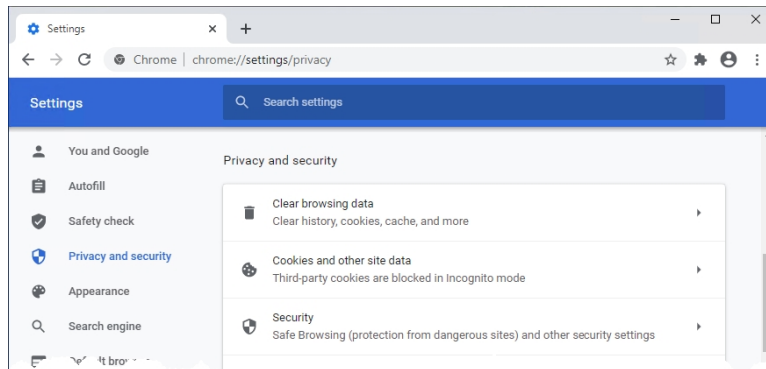 Settings
Chrome | chrome://settings/privacy
Settings
Search settings
You and Google
Autofill
Safety check
Privacy and security
Appearance
Search engine
Privacy and security
Clear browsing data
Clear history, cookies, cache, and more
Cookies and other site data
Third-party cookies are blocked in Incognito mode
Security
Safe Browsing (protection from dangerous sites) and other security settings